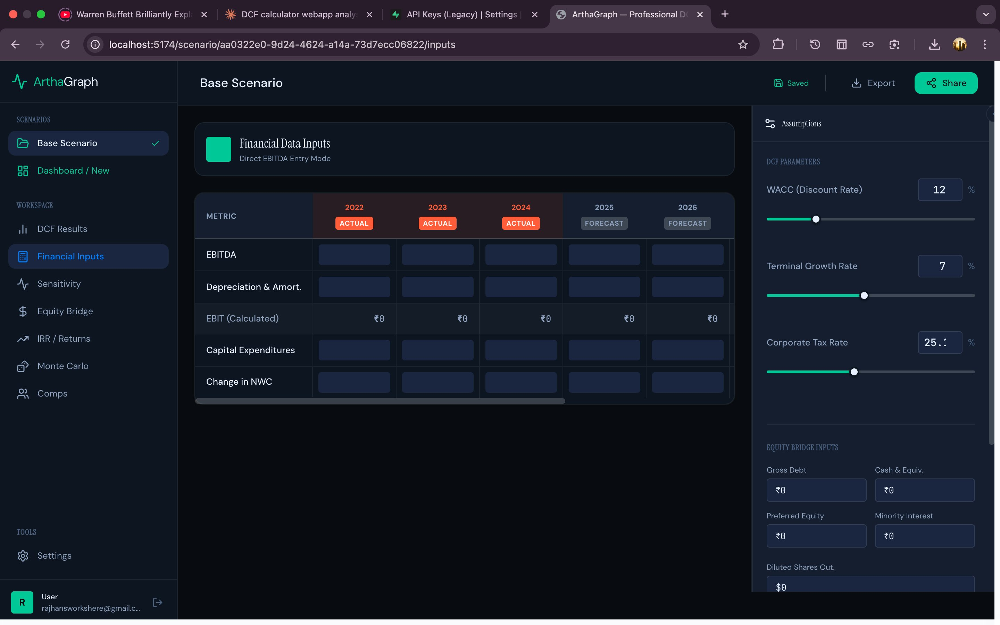 Warren Buffett Brilliantly Expl
DCF calculator webapp analy
API Keys (Legacy) | Settings |
ArthaGraph — Professional D
localhost:5174/scenario/aa0322e0-9d24-4624-a14a-73d7ecc06822/inputs
ArthaGraph
SCENARIOS
Base Scenario
Dashboard / New
WORKSPACE
DCF Results
Financial Inputs
Sensitivity
Equity Bridge
IRR / Returns
Monte Carlo
Comps
TOOLS
Settings
R
User
rajhansworkshere@gmail.c...
Base Scenario
Saved
Export
Share
Financial Data Inputs
Direct EBITDA Entry Mode
METRIC 2022 2023 2024 2025 2026
ACTUAL ACTUAL ACTUAL FORECAST FORECAST
EBITDA
Depreciation & Amort.
EBIT (Calculated) ₹0 ₹0 ₹0 ₹0 ₹0
Capital Expenditures
Change in NWC
Assumptions
DCF PARAMETERS
WACC (Discount Rate) 12 %
Terminal Growth Rate 7 %
Corporate Tax Rate 25.1 %
EQUITY BRIDGE INPUTS
Gross Debt Cash & Equiv.
₹0 ₹0
Preferred Equity Minority Interest
₹0 ₹0
Diluted Shares Out.
$0